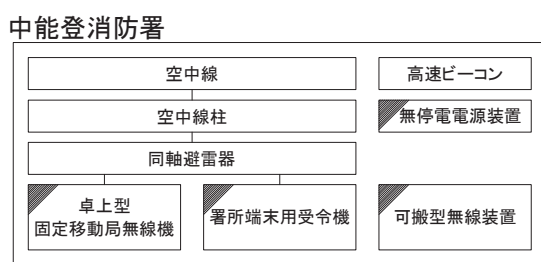 中能登消防署
空中線
高速ビーコン
空中線柱
無停電電源装置
同軸避雷器
卓上型
固定移動局無線機
署所端末用受令機
可搬型無線装置